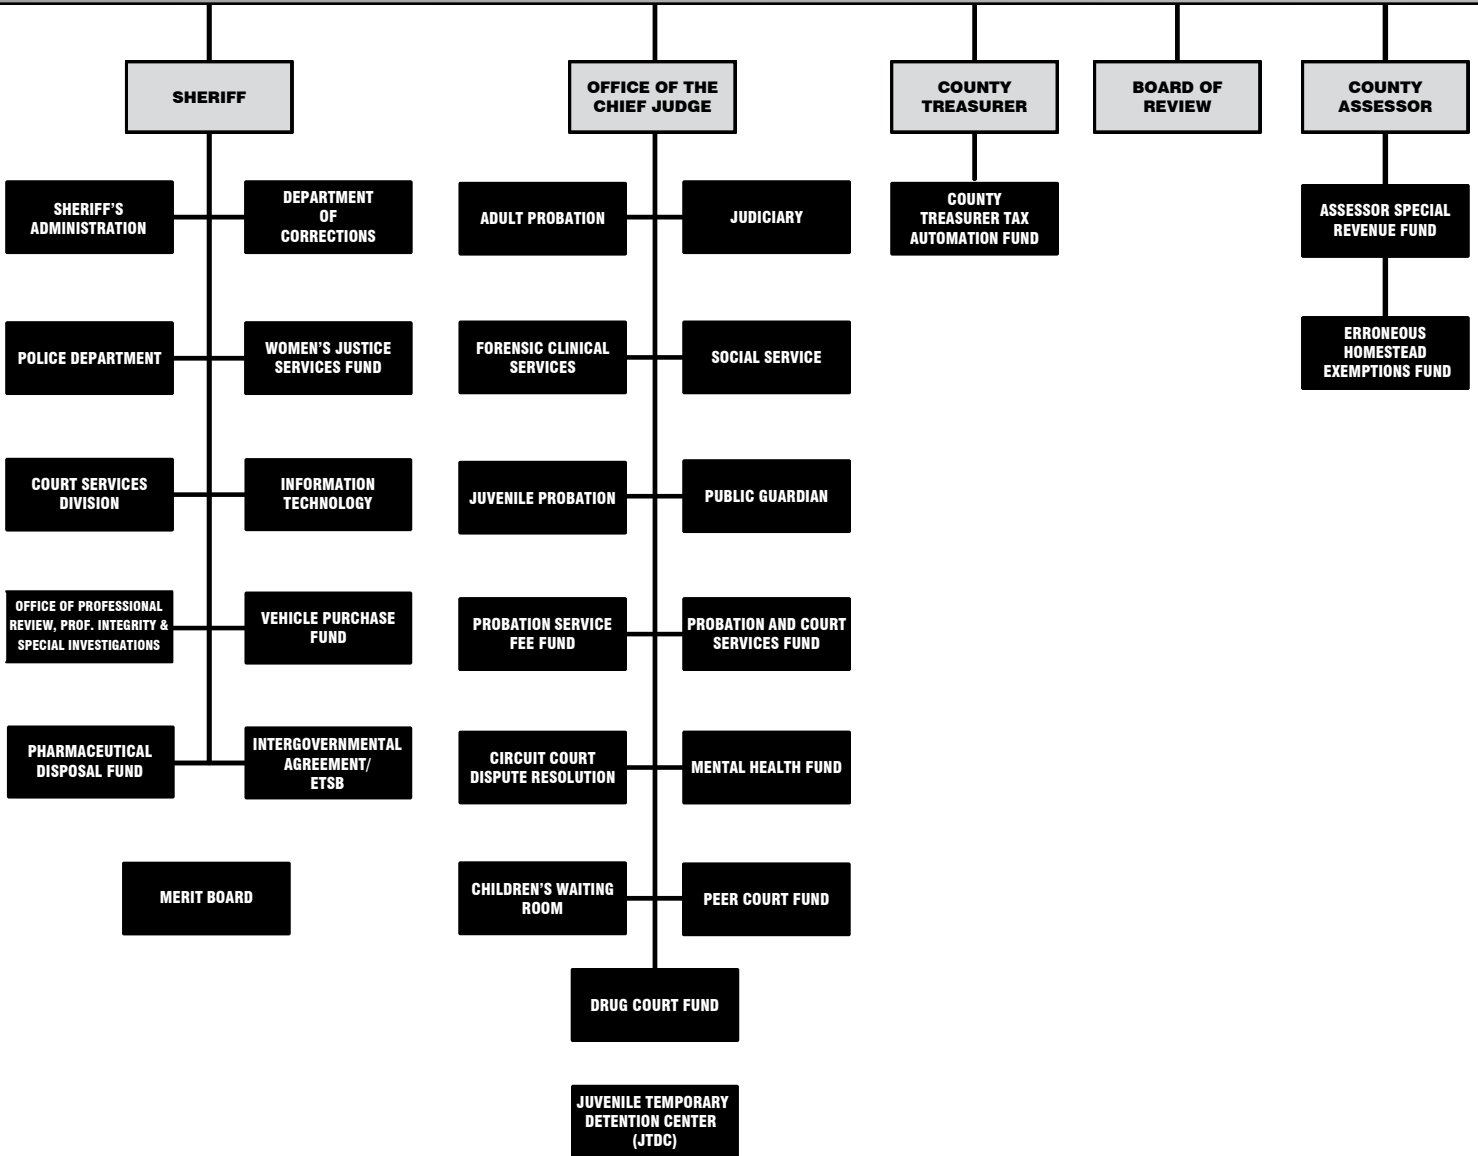 SHERIFF
OFFICE OF THE
CHIEF JUDGE
COUNTY
TREASURER
BOARD OF
REVIEW
COUNTY
ASSESSOR
SHERIFF'S
ADMINISTRATION
DEPARTMENT
OF
CORRECTIONS
POLICE DEPARTMENT
WOMEN'S JUSTICE
SERVICES FUND
COURT SERVICES
DIVISION
INFORMATION
TECHNOLOGY
OFFICE OF PROFESSIONAL
REVIEW, PROF. INTEGRITY &
SPECIAL INVESTIGATIONS
VEHICLE PURCHASE
FUND
PHARMACEUTICAL
DISPOSAL FUND
INTERGOVERNMENTAL
AGREEMENT/
ETSB
MERIT BOARD
ADULT PROBATION
JUDICIARY
FORENSIC CLINICAL
SERVICES
SOCIAL SERVICE
JUVENILE PROBATION
PUBLIC GUARDIAN
PROBATION SERVICE
FEE FUND
PROBATION AND COURT
SERVICES FUND
CIRCUIT COURT
DISPUTE RESOLUTION
MENTAL HEALTH FUND
CHILDREN'S WAITING
ROOM
PEER COURT FUND
DRUG COURT FUND
JUVENILE TEMPORARY
DETENTION CENTER
(JTDC)
COUNTY
TREASURER TAX
AUTOMATION FUND
ASSESSOR SPECIAL
REVENUE FUND
ERRONEOUS
HOMESTEAD
EXEMPTIONS FUND